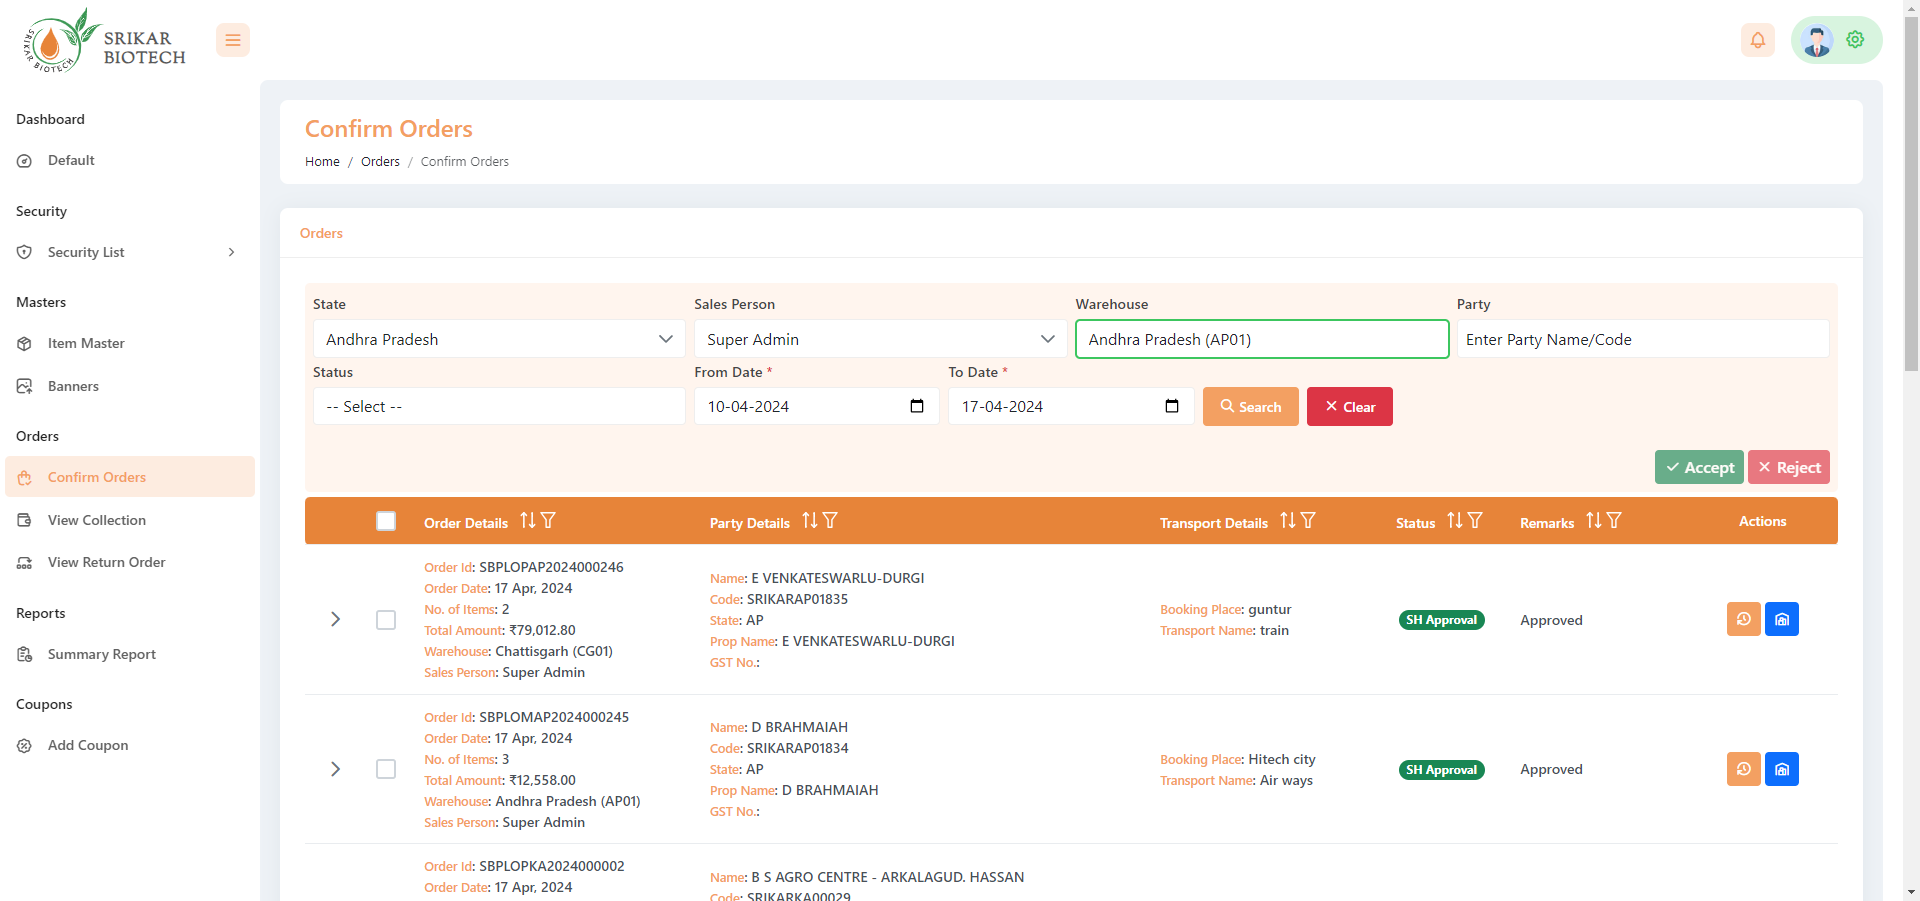 SRIKAR BIOTECH
SRIKAR
BIOTECH
Dashboard
Default
Security
Security List
Masters
Item Master
Banners
Orders
Confirm Orders
View Collection
View Return Order
Reports
Summary Report
Coupons
Add Coupon
Confirm Orders
Home / Orders / Confirm Orders
Orders
State Sales Person Warehouse Party
Andhra Pradesh Super Admin Andhra Pradesh (AP01) Enter Party Name/Code
Status From Date * To Date *
-- Select -- 10-04-2024 17-04-2024 Search Clear
Accept Reject
Order Details Party Details Transport Details Status Remarks Actions
Order Id: SBPLOPAP2024000246
Order Date: 17 Apr, 2024
No. of Items: 2
Total Amount: ₹79,012.80
Warehouse: Chattisgarh (CG01)
Sales Person: Super Admin
Name: E VENKATESWARLU-DURGI
Code: SRIKARAP01835
State: AP
Prop Name: E VENKATESWARLU-DURGI
GST No.:
Booking Place: guntur
Transport Name: train
SH Approval
Approved
Order Id: SBPLOMAP2024000245
Order Date: 17 Apr, 2024
No. of Items: 3
Total Amount: ₹12,558.00
Warehouse: Andhra Pradesh (AP01)
Sales Person: Super Admin
Name: D BRAHMAIAH
Code: SRIKARAP01834
State: AP
Prop Name: D BRAHMAIAH
GST No.:
Booking Place: Hitech city
Transport Name: Air ways
SH Approval
Approved
Order Id: SBPLOPKA2024000002
Order Date: 17 Apr, 2024
Name: B S AGRO CENTRE - ARKALAGUD. HASSAN
Code: SRIKARKA00029